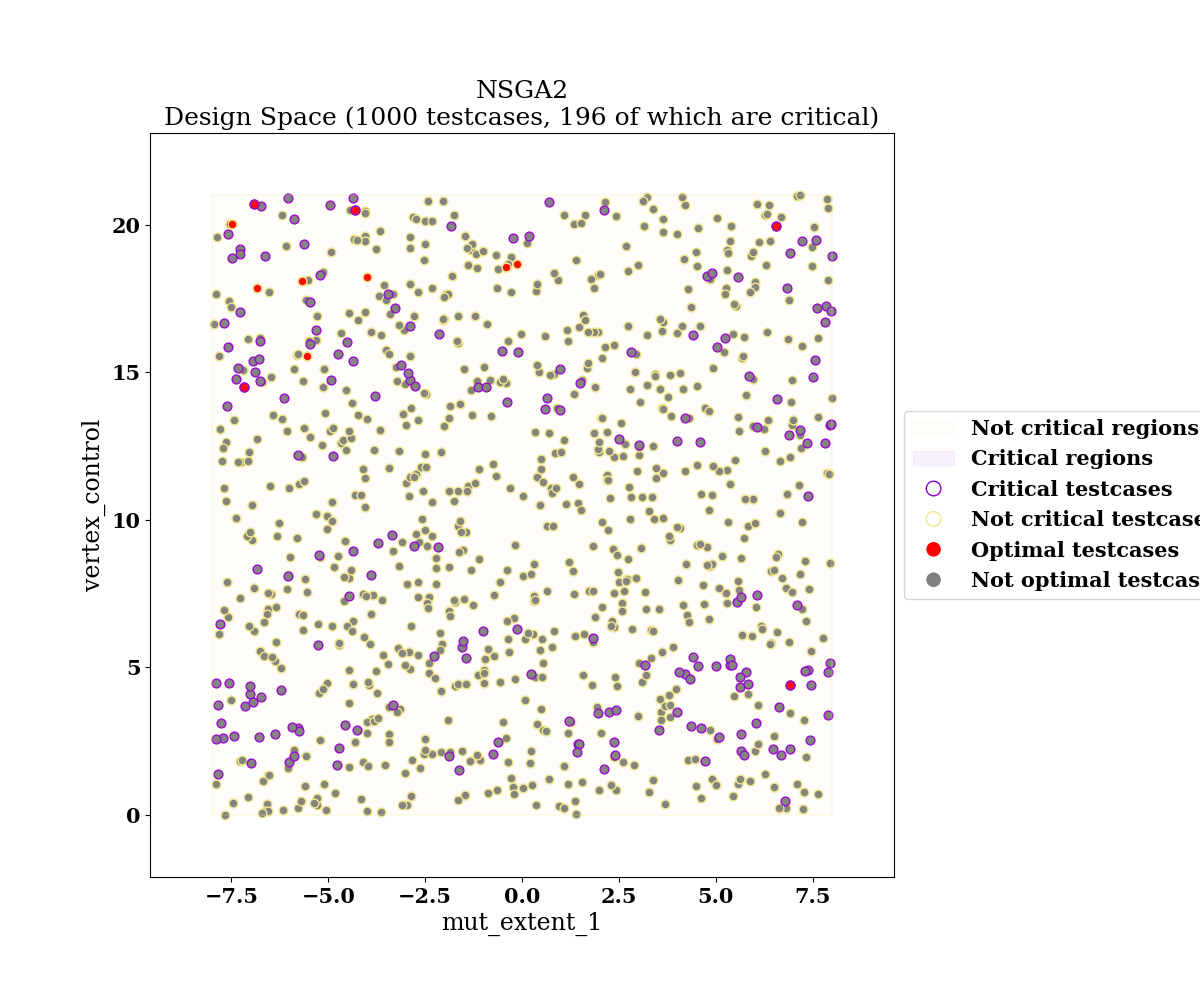 NSGA2
Design Space (1000 testcases, 196 of which are critical)
20
15
10
5
0
vertex_control
−7.5
−5.0
−2.5
0.0
2.5
5.0
7.5
mut_extent_1
Not critical regions
Critical regions
Critical testcases
Not critical testcase
Optimal testcases
Not optimal testcas